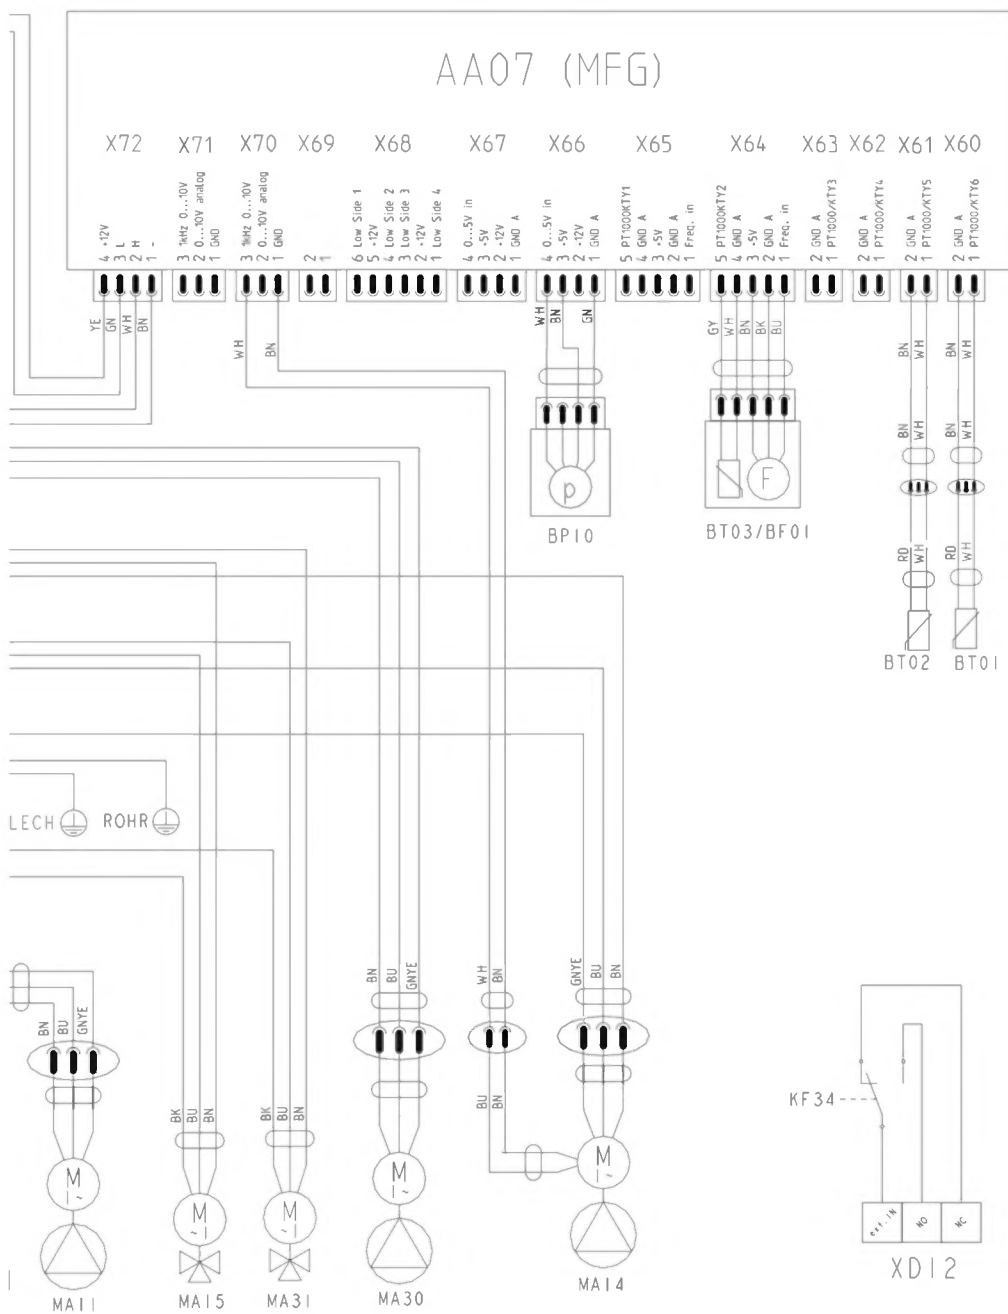 AA07 (MFG)
X72 X71 X70 X69 X68 X67 X66 X65 X64 X63 X62 X61 X60
4 +12V
3 L
2 H
1 -
3 1kHz 0...10V
2 0...10V analog
1 GND
3 1kHz 0...10V
2 0...10V analog
1 GND
2
1
6 Low Side 1
5 +12V
4 Low Side 2
3 Low Side 3
2 +12V
1 Low Side 4
4 0...5V in
3 +5V
2 +12V
1 GND A
4 0...5V in
3 +5V
2 +12V
1 GND A
5 PT1000KTY1
4 GND A
3 +5V
2 GND A
1 Freq. in
5 PT1000KTY2
4 GND A
3 +5V
2 GND A
1 Freq. in
2 GND A
1 PT1000/KTY3
2 GND A
1 PT1000/KTY4
2 GND A
1 PT1000/KTY5
2 GND A
1 PT1000/KTY6
YE GN WH BN
WH BN
WH BN GN
GY WH BN BK BU
BN WH BN WH
BN WH BN WH
p
F
BP10
BT03/BF01
RD WH RD WH
BT02 BT01
LECH ROHR
BN BU GNYE
WH BN
GNYE BU BN
BN BU GNYE
KF34
BU BN
BK BU BN
BK BU BN
M
1~
M
1~
M
1~
M
~1
M
~1
ext.IN NO NC
XD12
MA11 MA15 MA31 MA30 MA14